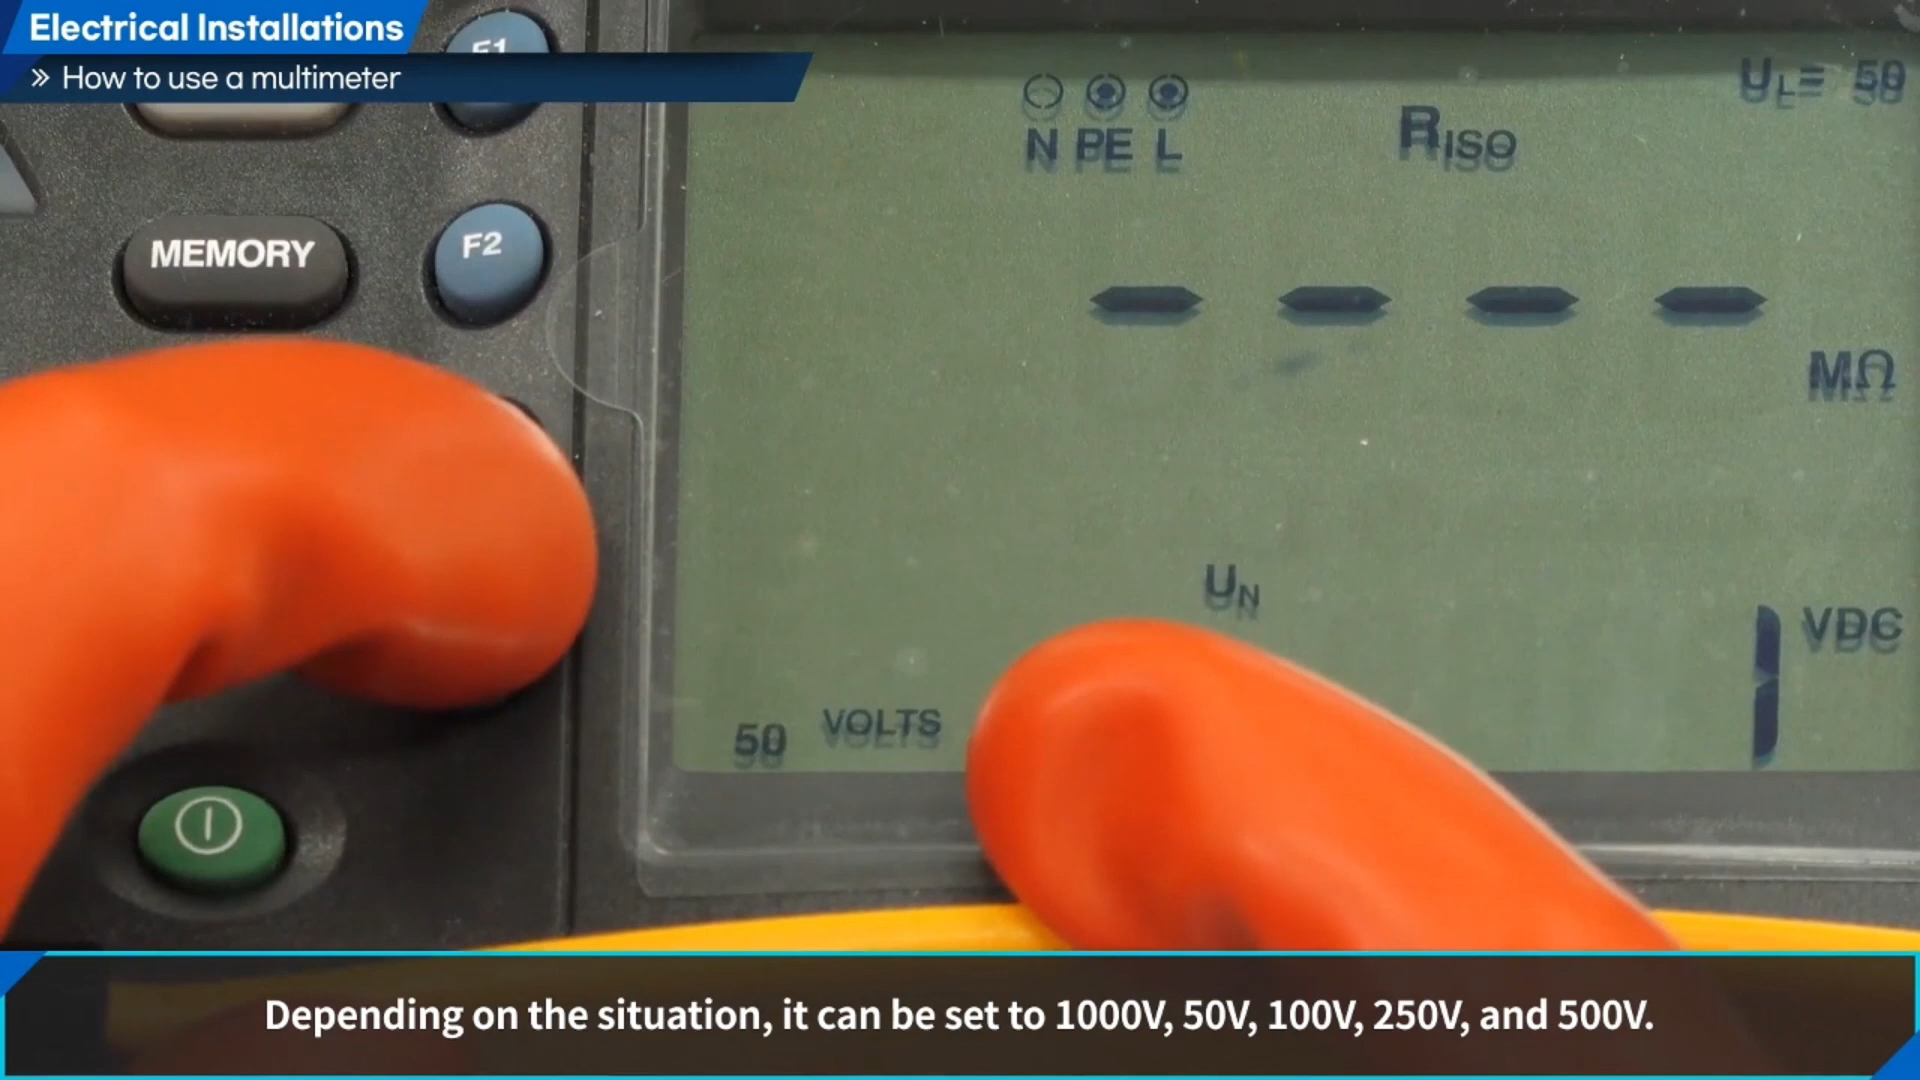 Electrical Installations
» How to use a multimeter
F1
MEMORY
F2
N PE L
RISO
UL 50
MΩ
UN
VDC
50 VOLTS
Depending on the situation, it can be set to 1000V, 50V, 100V, 250V, and 500V.